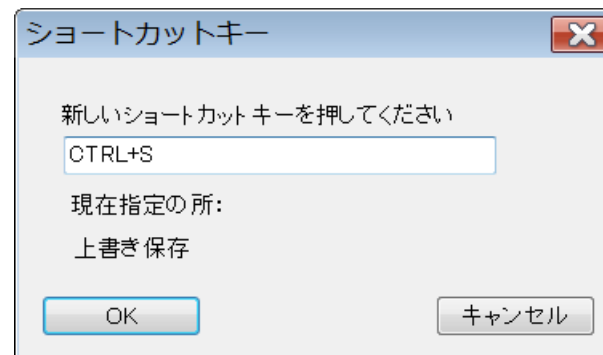 ショートカットキー
新しいショートカットキーを押してください
CTRL+S
現在指定の所:
上書き保存
OK
キャンセル